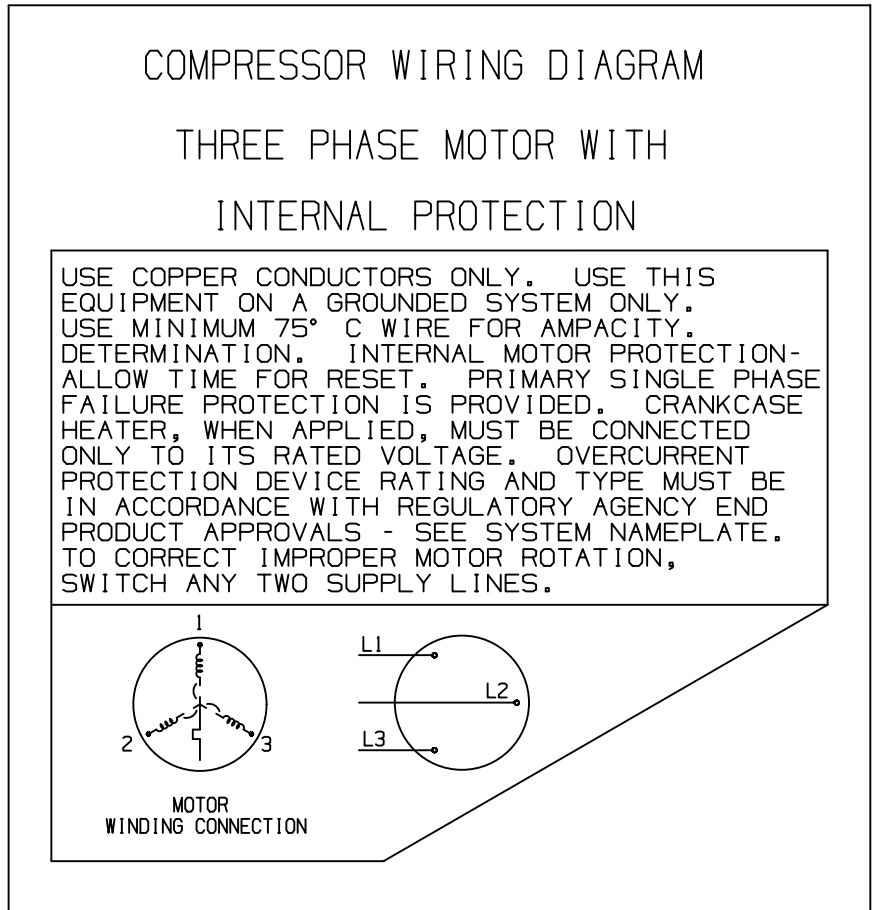 COMPRESSOR WIRING DIAGRAM
THREE PHASE MOTOR WITH
INTERNAL PROTECTION
USE COPPER CONDUCTORS ONLY. USE THIS
EQUIPMENT ON A GROUNDED SYSTEM ONLY.
USE MINIMUM 75° C WIRE FOR AMPACITY.
DETERMINATION. INTERNAL MOTOR PROTECTION-
ALLOW TIME FOR RESET. PRIMARY SINGLE PHASE
FAILURE PROTECTION IS PROVIDED. CRANKCASE
HEATER, WHEN APPLIED, MUST BE CONNECTED
ONLY TO ITS RATED VOLTAGE. OVERCURRENT
PROTECTION DEVICE RATING AND TYPE MUST BE
IN ACCORDANCE WITH REGULATORY AGENCY END
PRODUCT APPROVALS - SEE SYSTEM NAMEPLATE.
TO CORRECT IMPROPER MOTOR ROTATION,
SWITCH ANY TWO SUPPLY LINES.
1
2
3
MOTOR
WINDING CONNECTION
L1
L2
L3